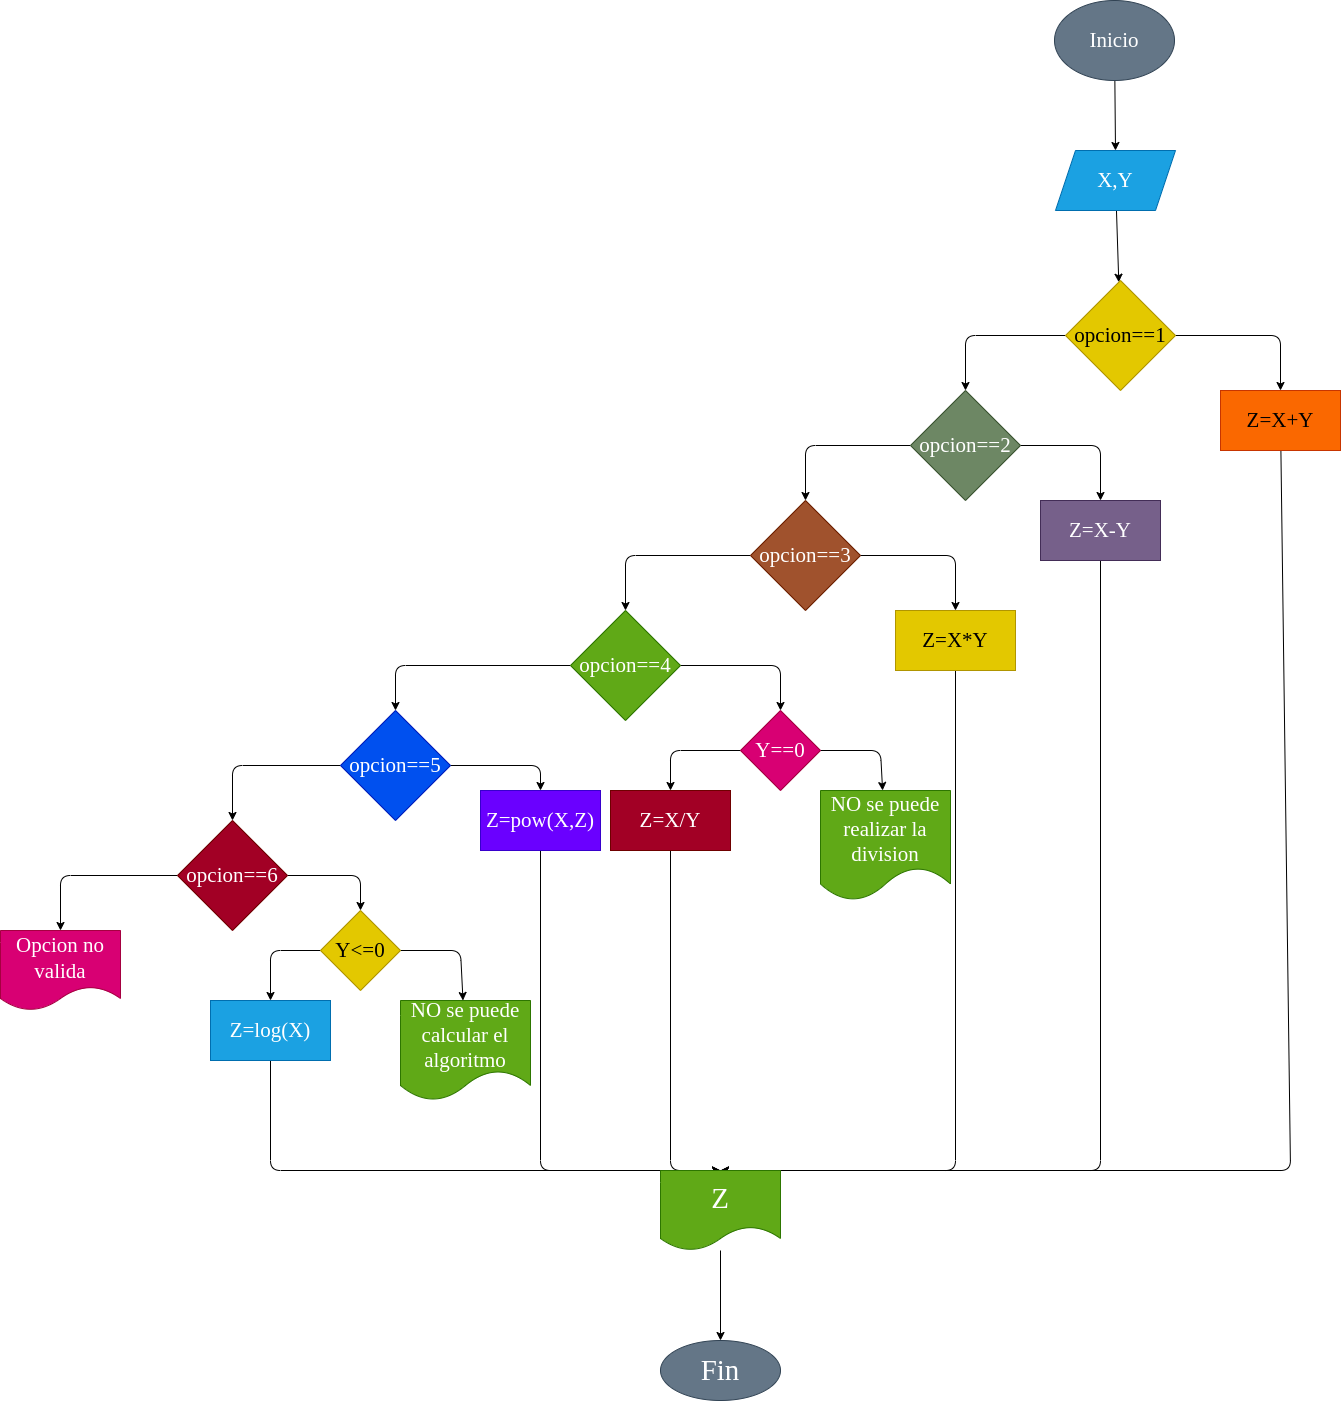 Inicio
X,Y
opcion==1
Z=X+Y
opcion==2
Z=X-Y
opcion==3
Z=X*Y
opcion==4
Y==0
opcion==5
Z=pow(X,Z)
Z=X/Y
NO se puede
realizar la
division
opcion==6
Opcion no
valida
Y<=0
Z=log(X)
NO se puede
calcular el
algoritmo
Z
Fin